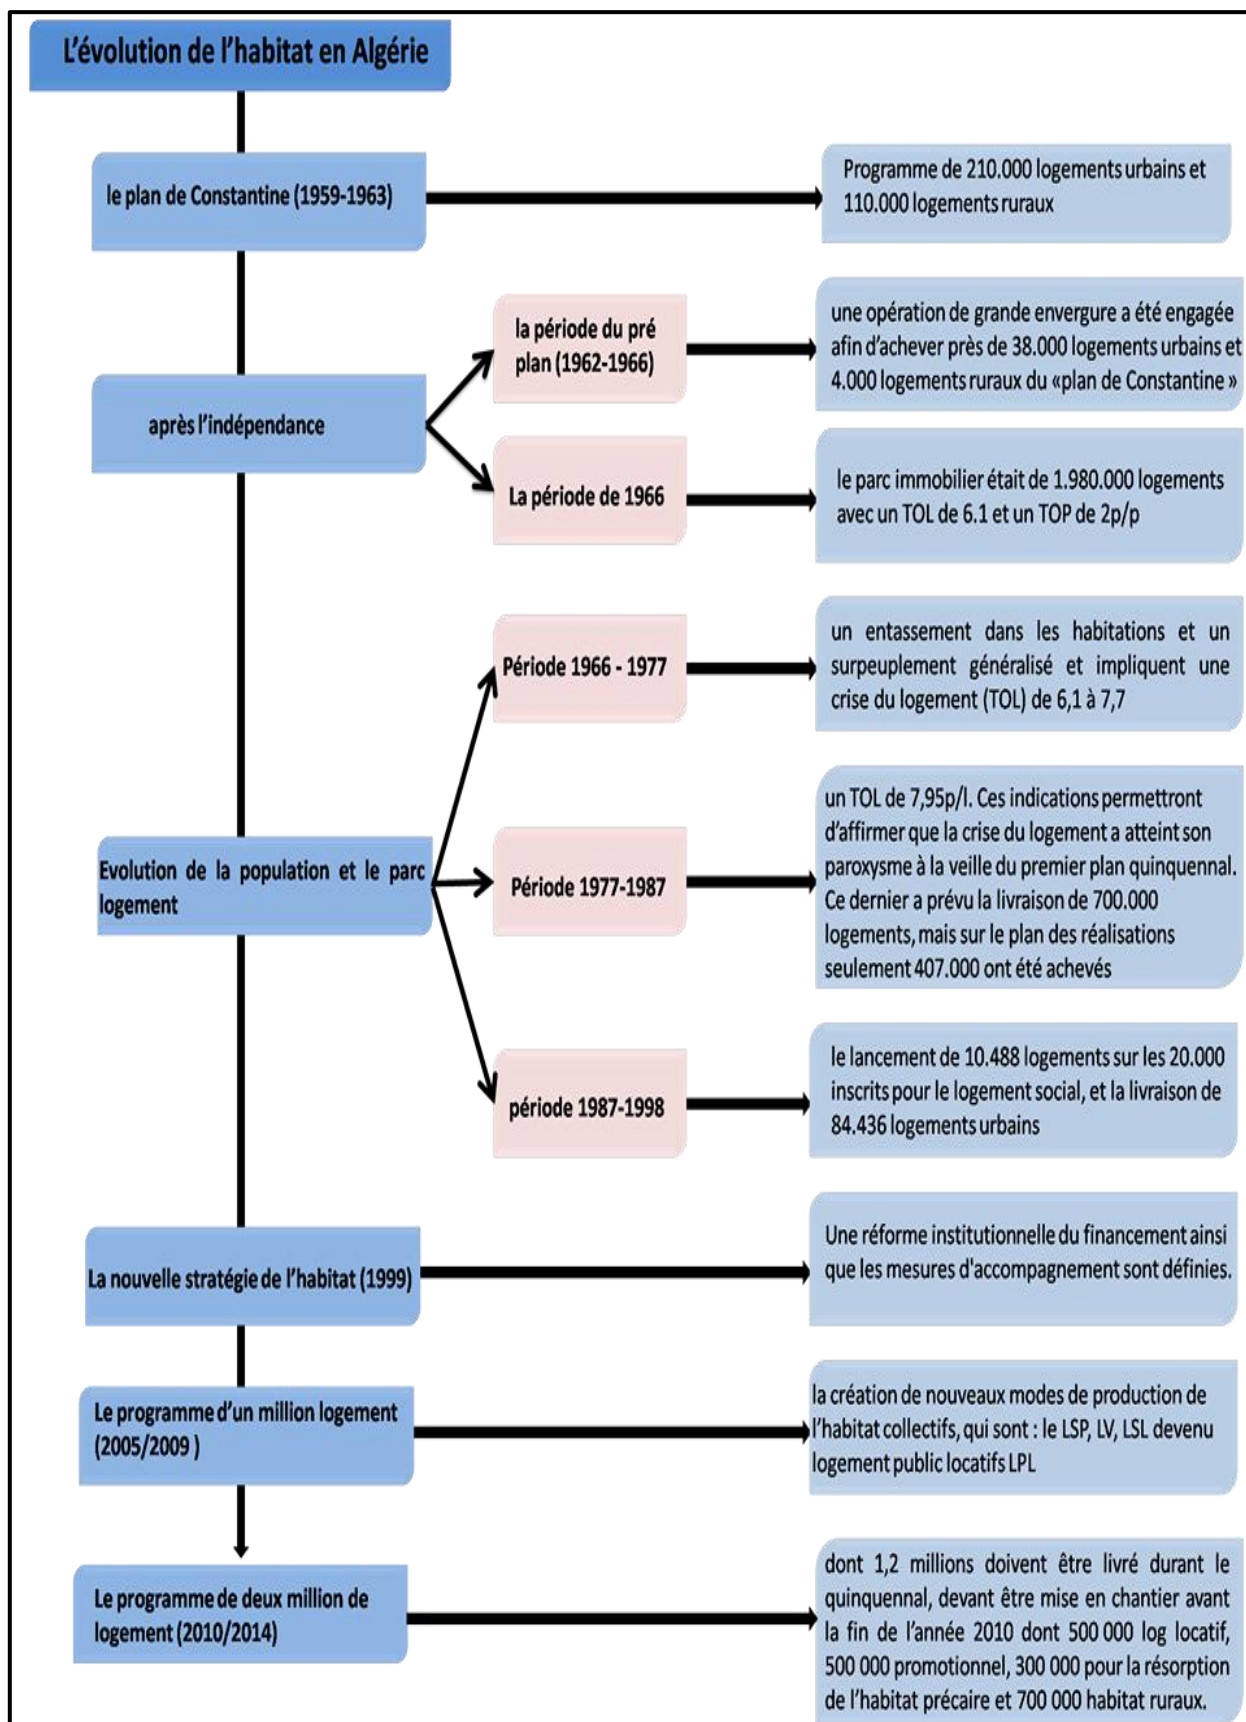 L'évolution de l'habitat en Algérie
le plan de Constantine (1959-1963)
Programme de 210.000 logements urbains et
110.000 logements ruraux
après l'indépendance
la période du pré
plan (1962-1966)
une opération de grande envergure a été engagée
afin d'achever près de 38.000 logements urbains et
4.000 logements ruraux du «plan de Constantine »
La période de 1966
le parc immobilier était de 1.980.000 logements
avec un TOL de 6.1 et un TOP de 2p/p
Evolution de la population et le parc
logement
Période 1966 - 1977
un entassement dans les habitations et un
surpeuplement généralisé et impliquent une
crise du logement (TOL) de 6,1 à 7,7
Période 1977-1987
un TOL de 7,95p/l. Ces indications permettront
d'affirmer que la crise du logement a atteint son
paroxysme à la veille du premier plan quinquennal.
Ce dernier a prévu la livraison de 700.000
logements, mais sur le plan des réalisations
seulement 407.000 ont été achevés
période 1987-1998
le lancement de 10.488 logements sur les 20.000
inscrits pour le logement social, et la livraison de
84.436 logements urbains
La nouvelle stratégie de l'habitat (1999)
Une réforme institutionnelle du financement ainsi
que les mesures d'accompagnement sont définies.
Le programme d'un million logement
(2005/2009 )
la création de nouveaux modes de production de
l'habitat collectifs, qui sont : le LSP, LV, LSL devenu
logement public locatifs LPL
Le programme de deux million de
logement (2010/2014)
dont 1,2 millions doivent être livré durant le
quinquennal, devant être mise en chantier avant
la fin de l'année 2010 dont 500 000 log locatif,
500 000 promotionnel, 300 000 pour la résorption
de l'habitat précaire et 700 000 habitat ruraux.